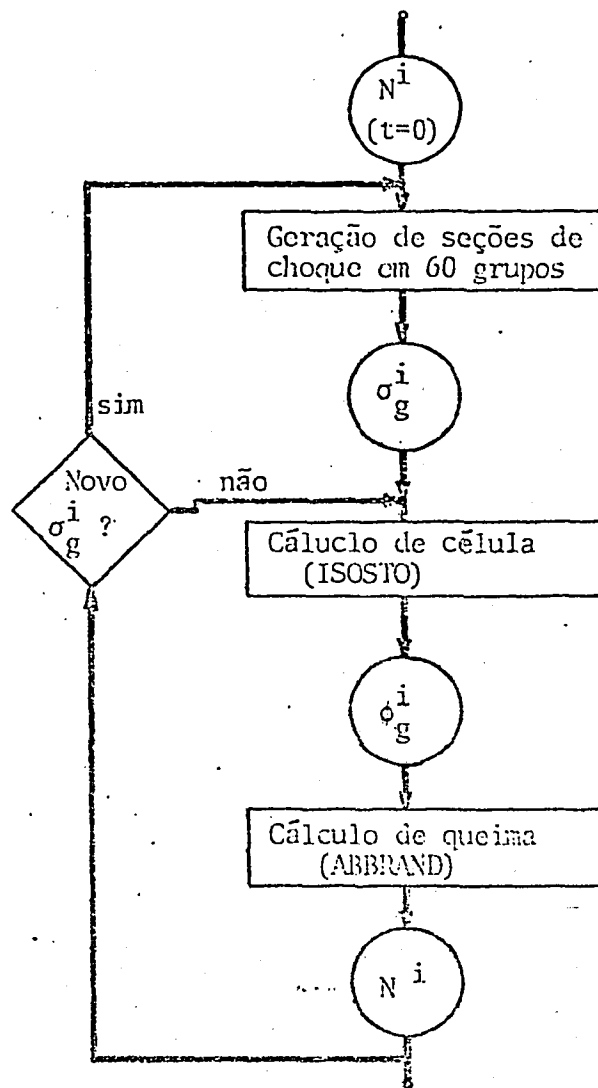 N^i
(t=0)
Geração de seções de
choque em 60 grupos
σ_g^i
sim
Novo
σ_g^i ?
não
Cáluclo de célula
(ISOSTO)
φ_g^i
Cálculo de queima
(ABBRAND)
N^i